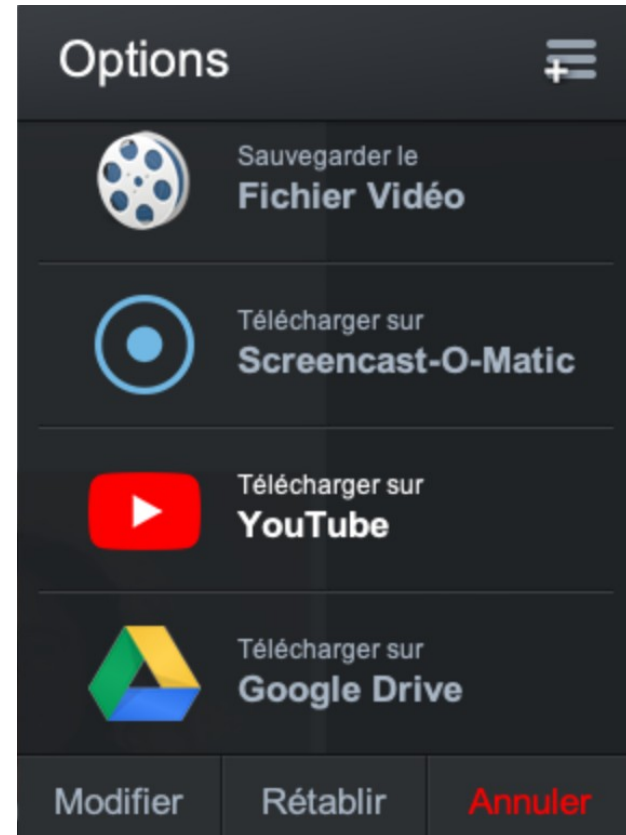 Options
Sauvegarder le
Fichier Vidéo
Télécharger sur
Screencast-O-Matic
Télécharger sur
YouTube
Télécharger sur
Google Drive
Modifier Rétablir Annuler